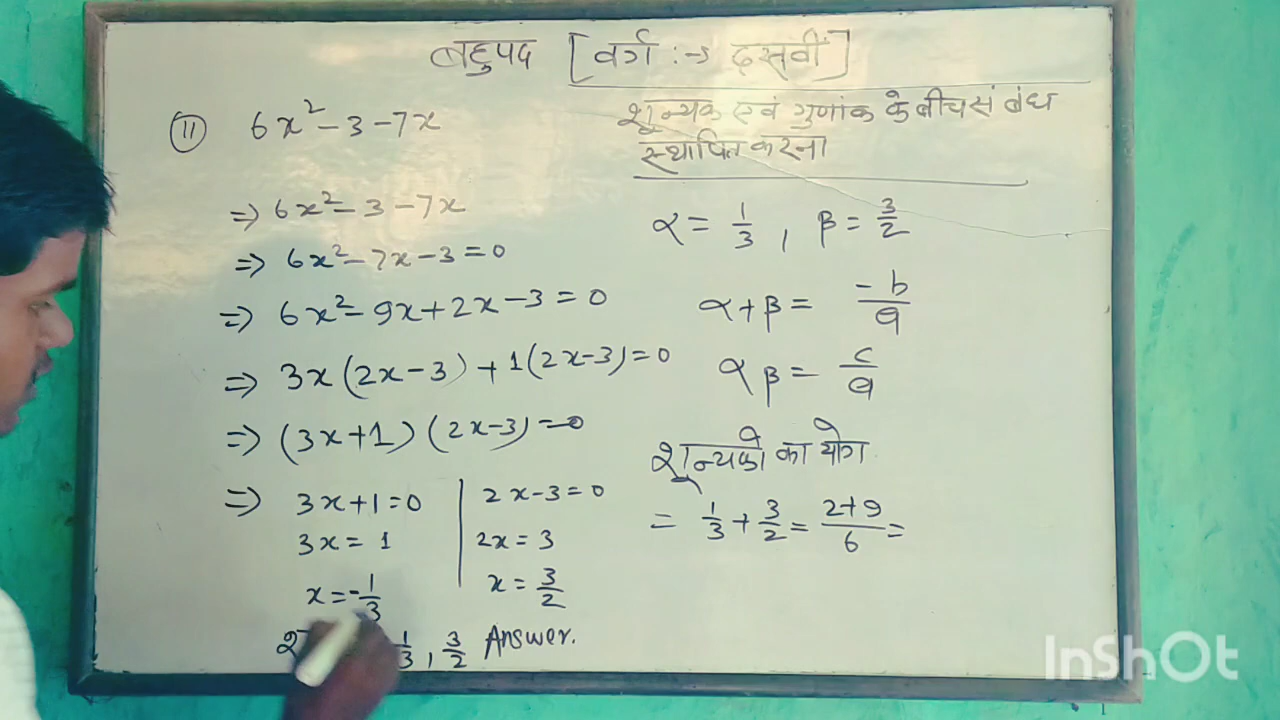 बहुपद [वर्ग :-> दसवीं]
(11) 6x² - 3 - 7x
=> 6x² - 3 - 7x
=> 6x² - 7x - 3 = 0
=> 6x² - 9x + 2x - 3 = 0
=> 3x(2x - 3) + 1(2x - 3) = 0
=> (3x + 1) (2x - 3) = 0
=> 3x + 1 = 0 | 2x - 3 = 0
3x = 1 | 2x = 3
x = -1/3 | x = 3/2
1/3, 3/2 Answer.
शून्यक एवं गुणांक के बीच संबंध
स्थापित करना
α = 1/3, β = 3/2
α + β = -b/a
αβ = c/a
शून्यकों का योग
= 1/3 + 3/2 = 2+9/6 =
InShOt